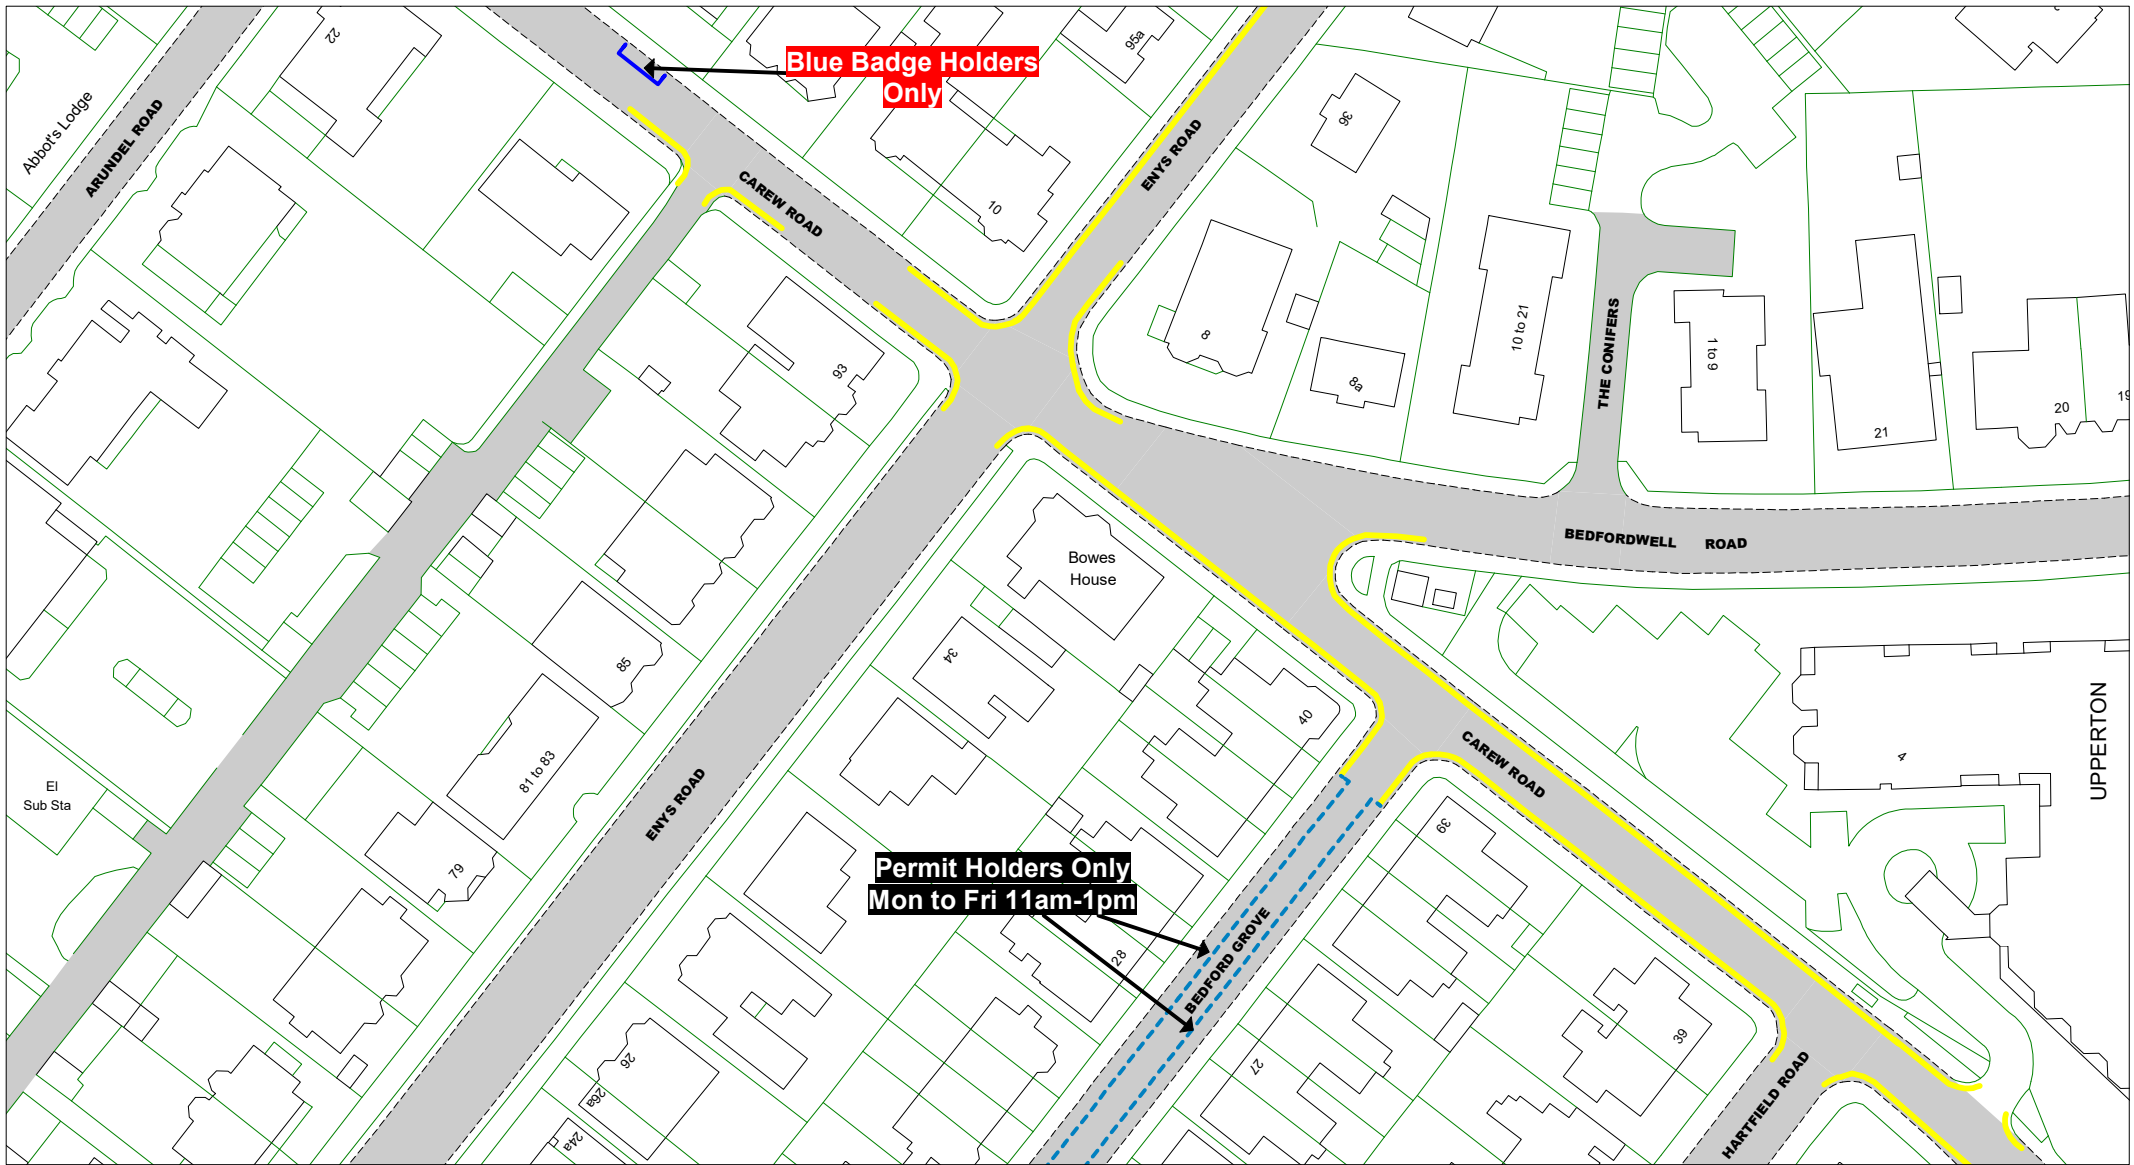 22
Abbot's Lodge
ARUNDEL ROAD
Blue Badge Holders
Only
95a
CAREW ROAD
10
ENYS ROAD
36
8
8a
10 to 21
THE CONIFERS
1 to 9
21
20
19
93
BEDFORDWELL ROAD
Bowes
House
34
40
85
81 to 83
79
El
Sub Sta
ENYS ROAD
CAREW ROAD
4
UPPERTON
39
Permit Holders Only
Mon to Fri 11am-1pm
28
BEDFORD GROVE
27
39
26
26a
24a
HARTFIELD ROAD